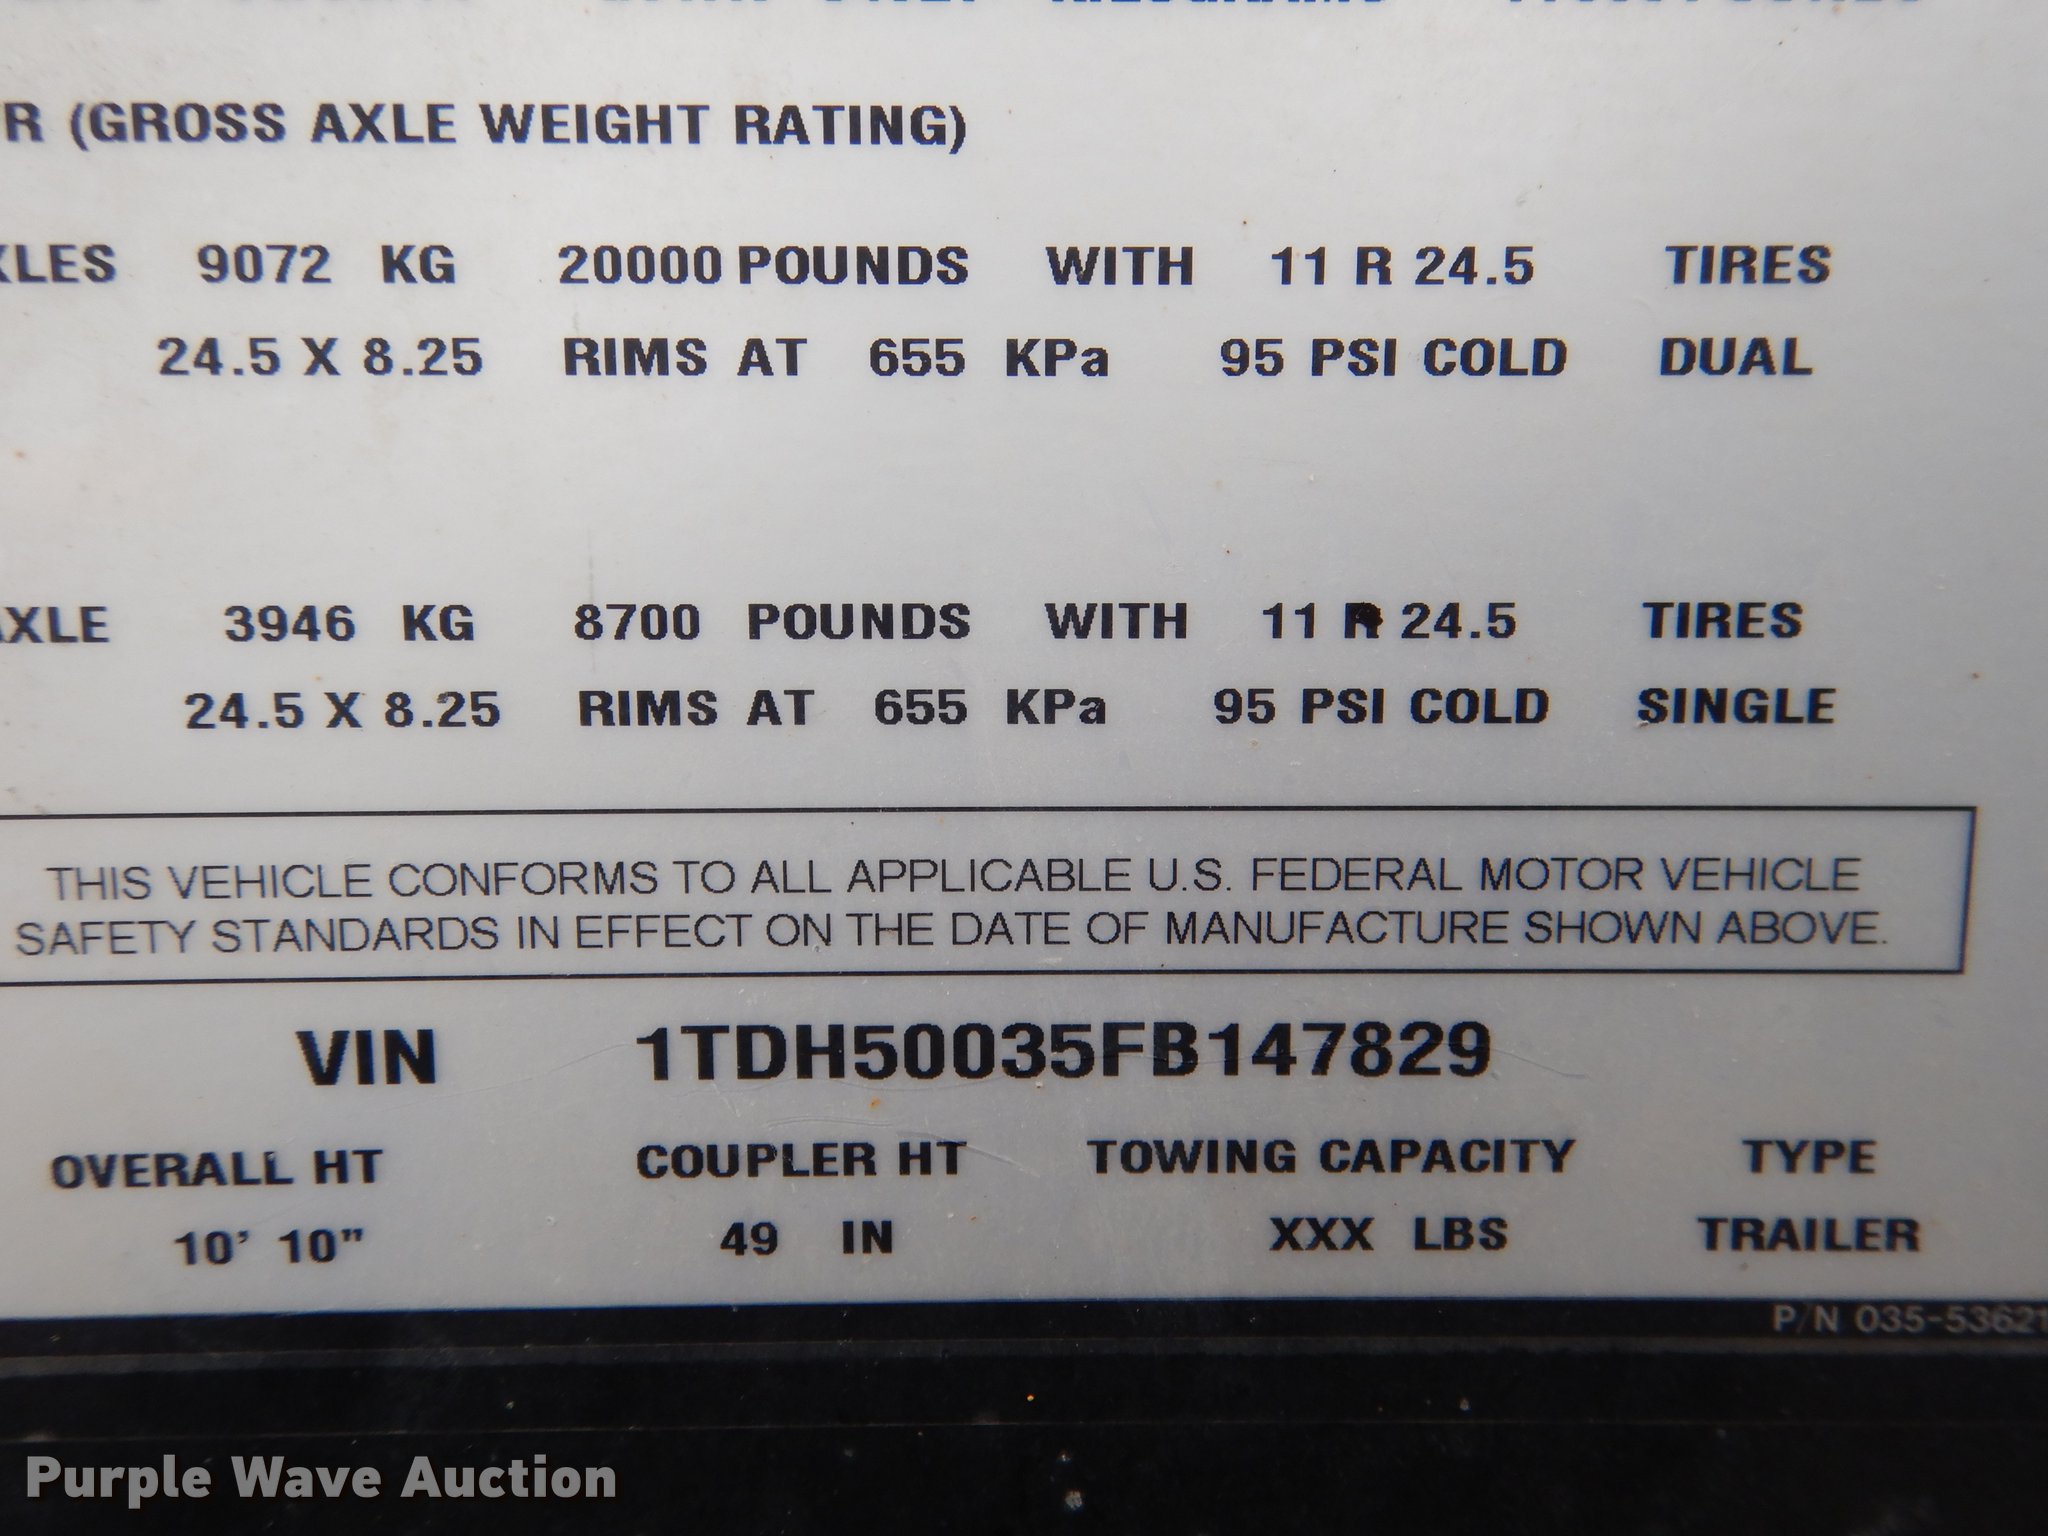 R (GROSS AXLE WEIGHT RATING)
9072 KG 20000 POUNDS WITH 11 R 24.5 TIRES
24.5 X 8.25 RIMS AT 655 KPa 95 PSI COLD DUAL
AXLE 3946 KG 8700 POUNDS WITH 11 R 24.5 TIRES
24.5 X 8.25 RIMS AT 655 KPa 95 PSI COLD SINGLE
THIS VEHICLE CONFORMS TO ALL APPLICABLE U.S. FEDERAL MOTOR VEHICLE
SAFETY STANDARDS IN EFFECT ON THE DATE OF MANUFACTURE SHOWN ABOVE.
VIN 1TDH50035FB147829
OVERALL HT COUPLER HT TOWING CAPACITY TYPE
10' 10" 49 IN XXX LBS TRAILER
P/N 035-53621
Purple Wave Auction